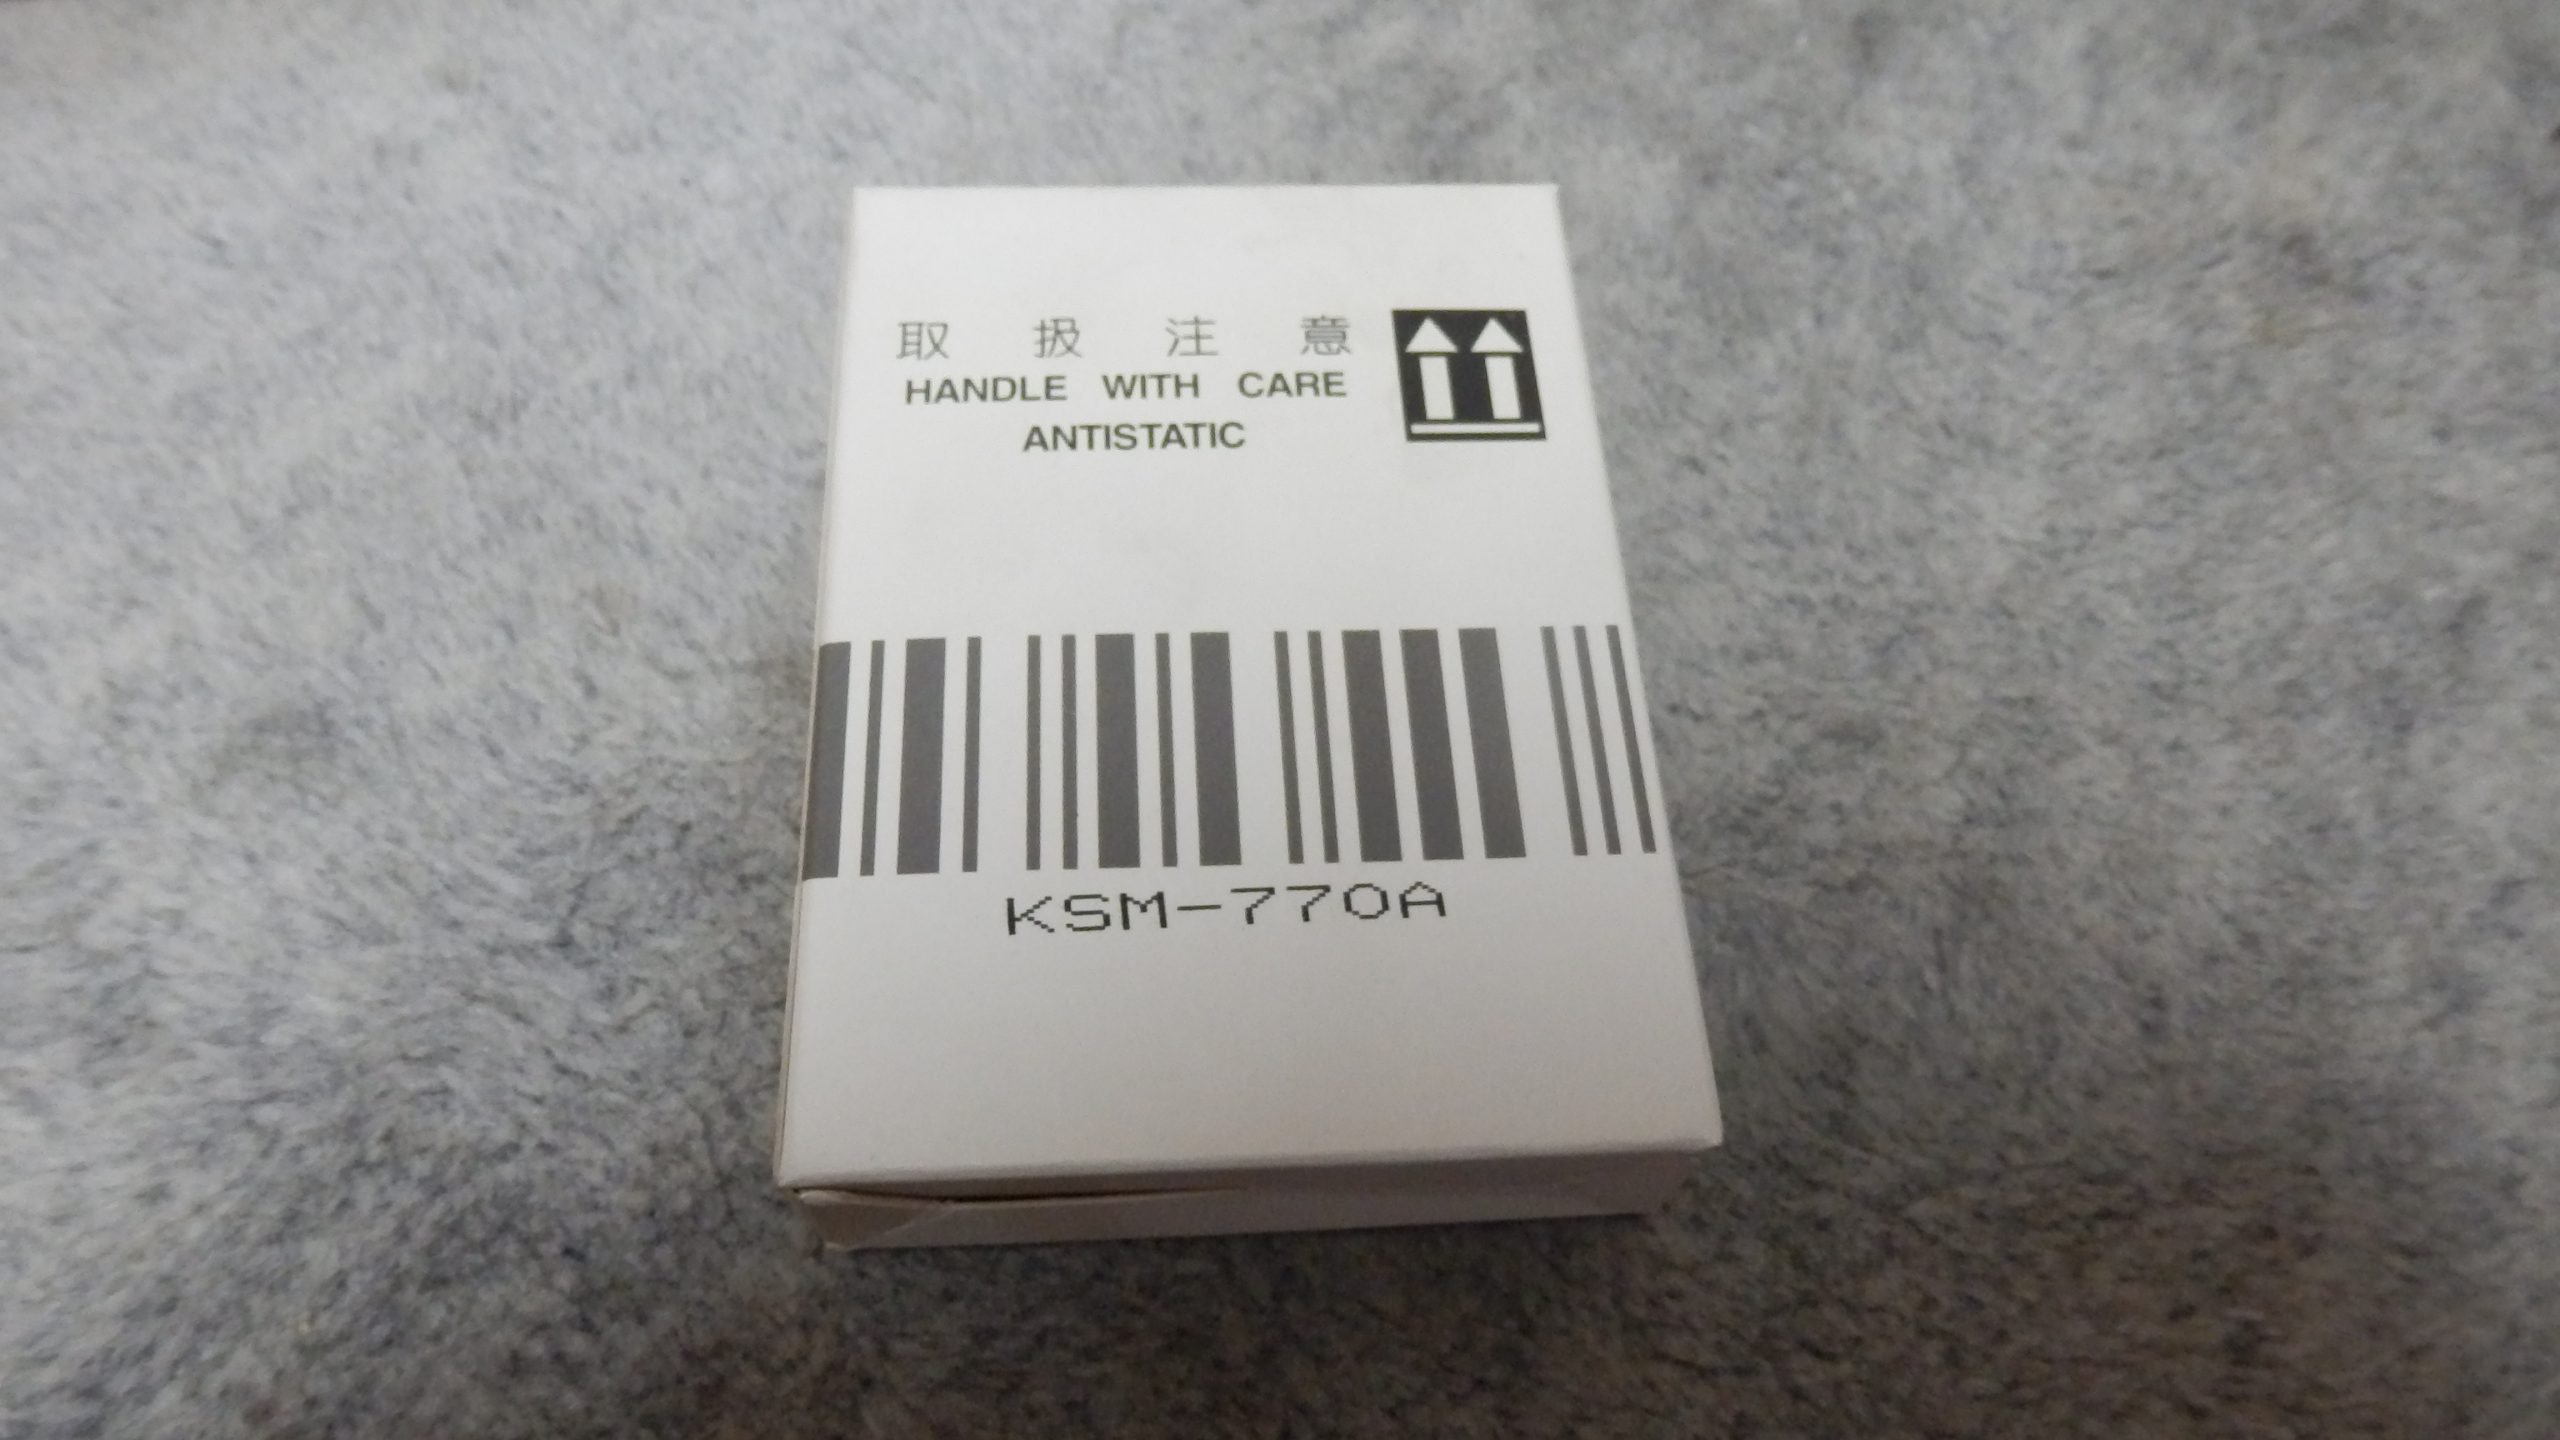 取扱注意
HANDLE WITH CARE
ANTISTATIC
KSM-770A